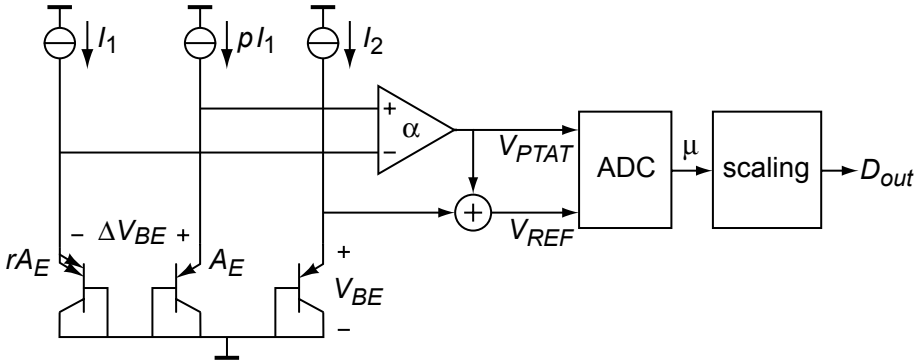 I1
pI1
I2
+
α
−
VPTAT
ADC
μ
scaling
Dout
+
VREF
− ΔVBE +
rAE
AE
+
VBE
−